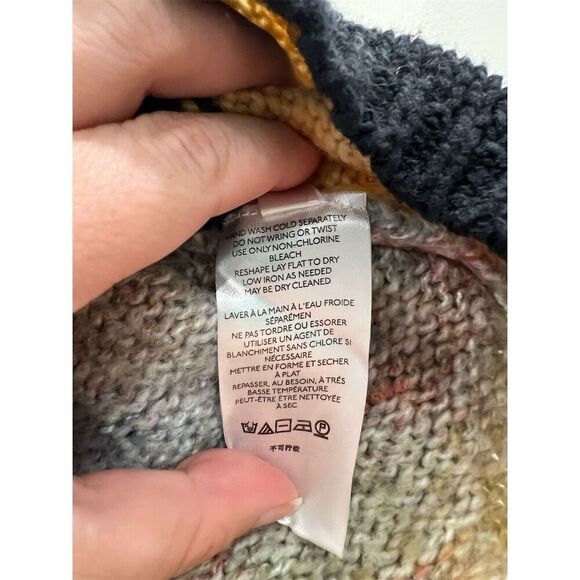 HAND WASH COLD SEPARATELY
DO NOT WRING OR TWIST
USE ONLY NON-CHLORINE
BLEACH
RESHAPE LAY FLAT TO DRY
LOW IRON AS NEEDED
MAY BE DRY CLEANED
LAVER À LA MAIN À L'EAU FROIDE
SÉPARÉMEN
NE PAS TORDRE OU ESSORER
UTILISER UN AGENT DE
BLANCHIMENT SANS CHLORE SI
NÉCESSAIRE
METTRE EN FORME ET SECHER
À PLAT
REPASSER, AU BESOIN, À TRÉS
BASSE TEMPÉRATURE
PEUT-ÊTRE ÊTRE NETTOYÉE
À SEC
P
不可拧绞